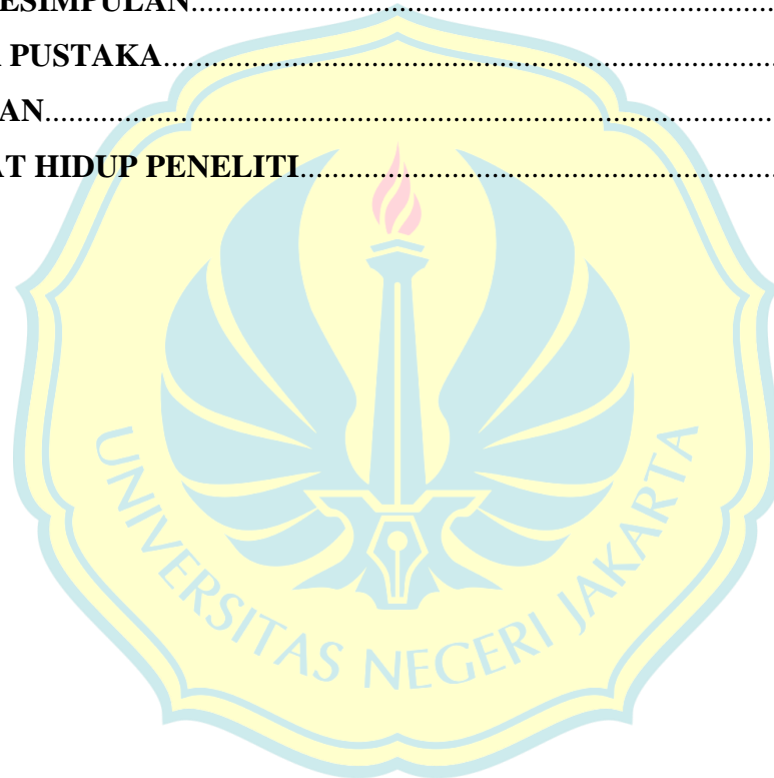 ESIMPULAN
PUSTAKA
AN
AT HIDUP PENELITI
UNIVERSITAS NEGERI JAKARTA